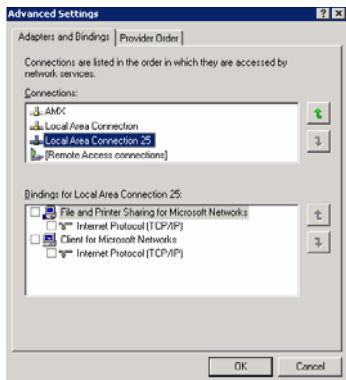 Advanced Settings
Adapters and Bindings Provider Order
Connections are listed in the order in which they are accessed by
network services.
Connections:
AMX
Local Area Connection
Local Area Connection 25
[Remote Access connections]
Bindings for Local Area Connection 25:
File and Printer Sharing for Microsoft Networks
Internet Protocol (TCP/IP)
Client for Microsoft Networks
Internet Protocol (TCP/IP)
OK Cancel